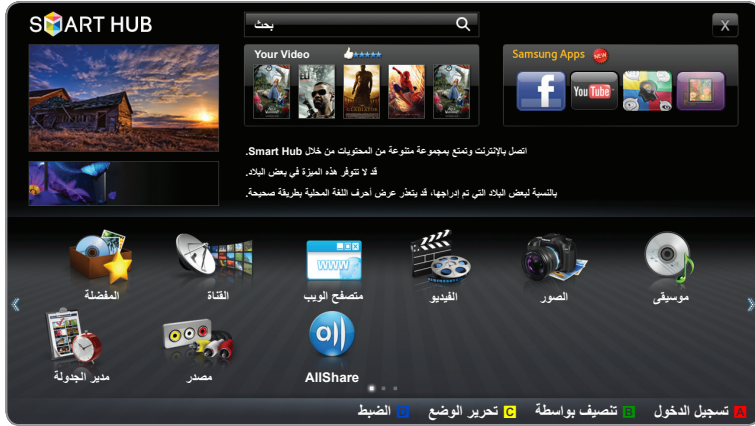 SMART HUB
بحث
X
Your Video
Samsung Apps NEW
You Tube
اتصل بالإنترنت وتمتع بمجموعة متنوعة من المحتويات من خلال Smart Hub.
قد لا تتوفر هذه الميزة في بعض البلاد.
بالنسبة لبعض البلاد التي تم إدراجها، قد يتعذر عرض أحرف اللغة المحلية بطريقة صحيحة.
www
موسيقى
الصور
الفيديو
متصفح الويب
القناة
المفضلة
all
AllShare
مصدر
مدير الجدولة
A تسجيل الدخول B تنصيف بواسطة C تحرير الوضع D الضبط